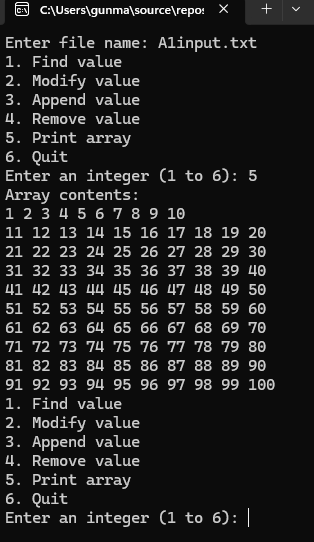 C:\Users\gunma\source\repos
Enter file name: A1input.txt
1. Find value
2. Modify value
3. Append value
4. Remove value
5. Print array
6. Quit
Enter an integer (1 to 6): 5
Array contents:
1 2 3 4 5 6 7 8 9 10
11 12 13 14 15 16 17 18 19 20
21 22 23 24 25 26 27 28 29 30
31 32 33 34 35 36 37 38 39 40
41 42 43 44 45 46 47 48 49 50
51 52 53 54 55 56 57 58 59 60
61 62 63 64 65 66 67 68 69 70
71 72 73 74 75 76 77 78 79 80
81 82 83 84 85 86 87 88 89 90
91 92 93 94 95 96 97 98 99 100
1. Find value
2. Modify value
3. Append value
4. Remove value
5. Print array
6. Quit
Enter an integer (1 to 6):